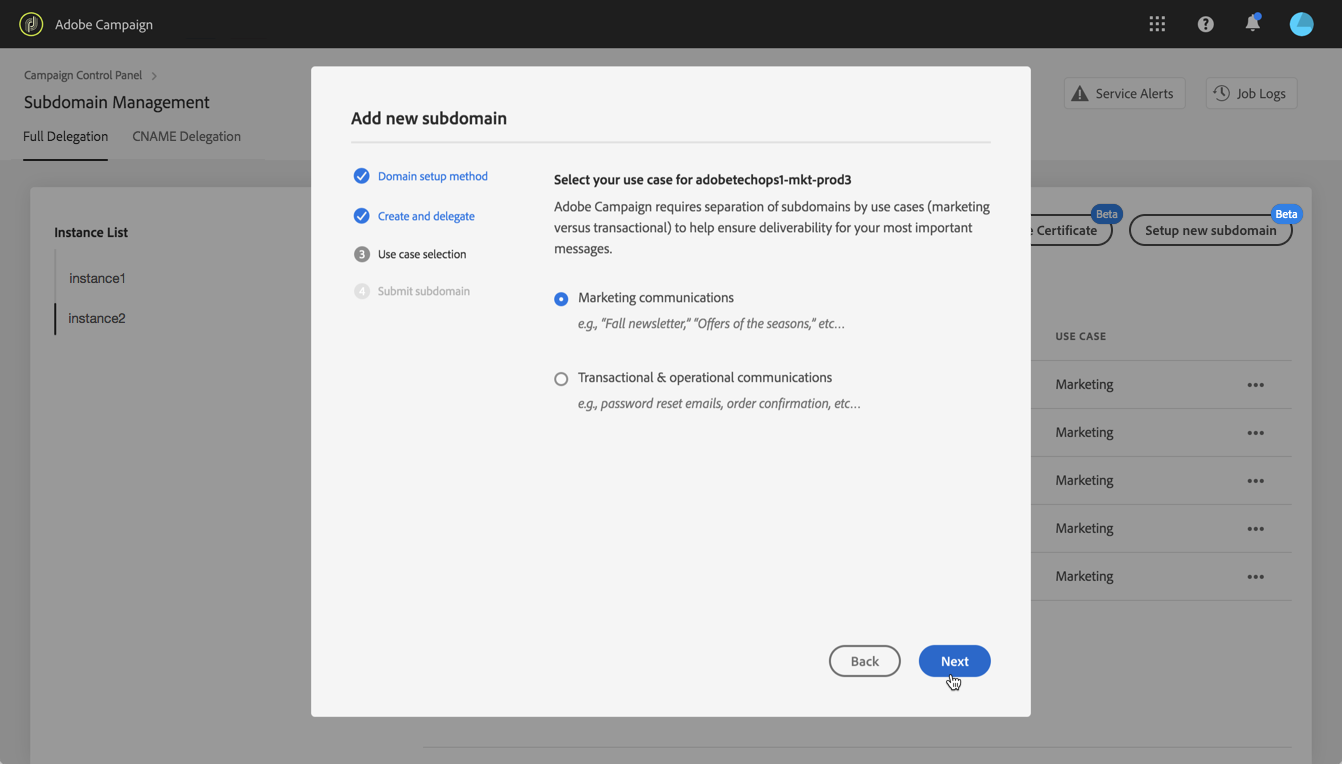 Adobe Campaign
Campaign Control Panel
Subdomain Management
Service Alerts
Job Logs
Full Delegation
CNAME Delegation
Instance List
instance1
instance2
Add new subdomain
Domain setup method
Create and delegate
3 Use case selection
4 Submit subdomain
Select your use case for adobetechops1-mkt-prod3
Adobe Campaign requires separation of subdomains by use cases (marketing
versus transactional) to help ensure deliverability for your most important
messages.
Marketing communications
e.g., "Fall newsletter," "Offers of the seasons," etc...
Transactional & operational communications
e.g., password reset emails, order confirmation, etc...
Back
Next
Beta
Beta
Certificate
Setup new subdomain
USE CASE
Marketing
Marketing
Marketing
Marketing
Marketing